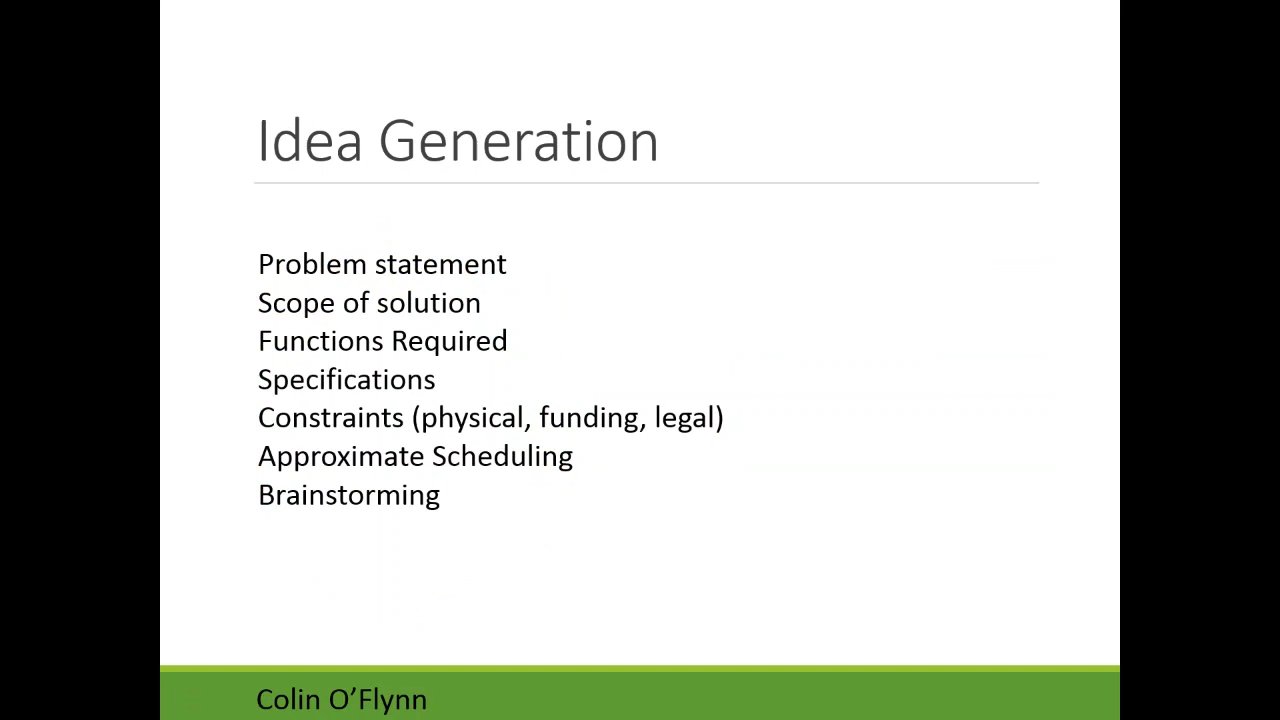 Idea Generation
Problem statement
Scope of solution
Functions Required
Specifications
Constraints (physical, funding, legal)
Approximate Scheduling
Brainstorming
Colin O’Flynn